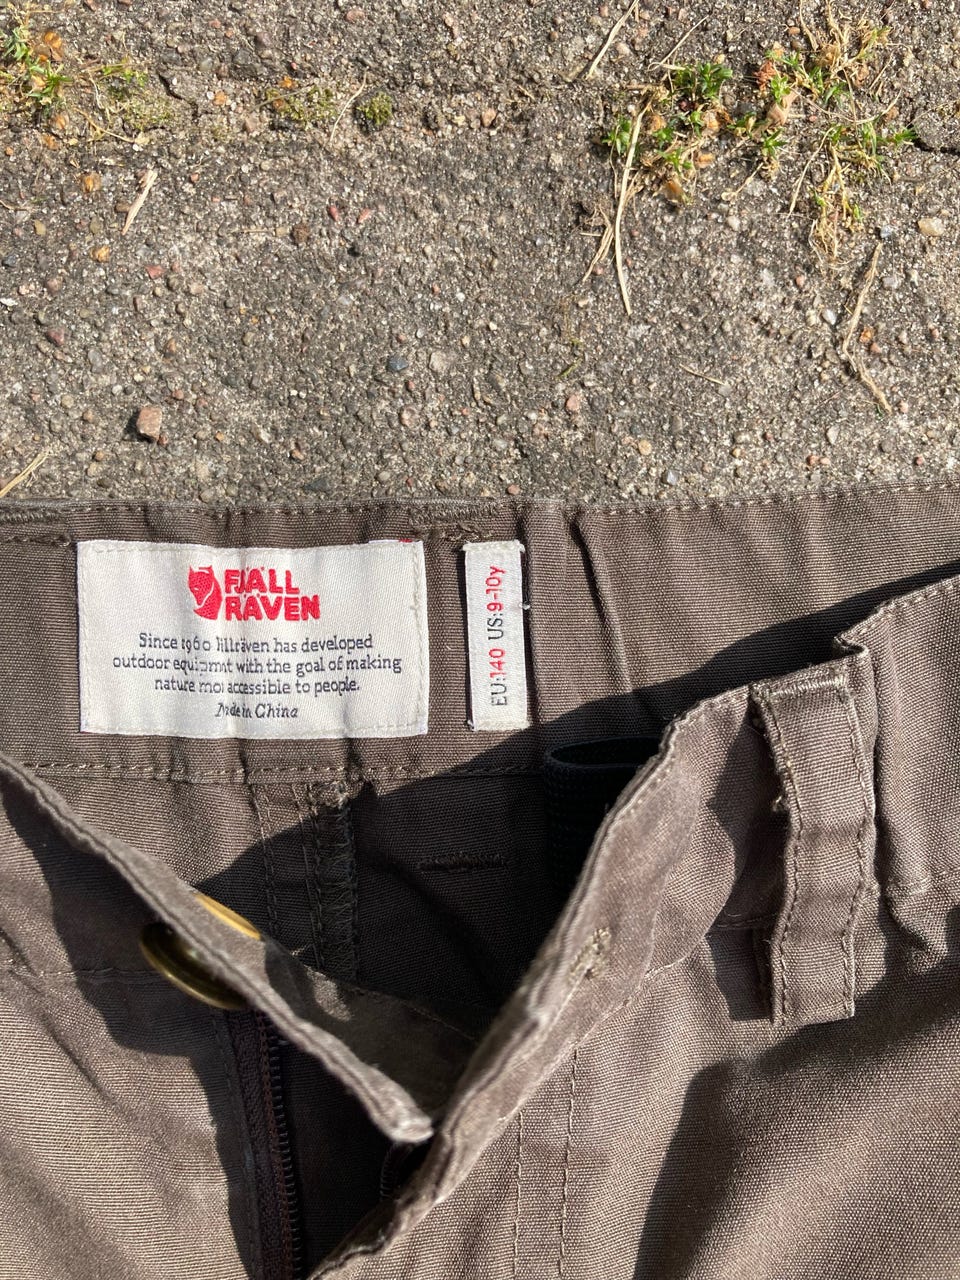 FJÄLL
RÄVEN
Since 1960 Fjällräven has developed
outdoor equipment with the goal of making
nature more accessible to people.
Made in China
EU:140 US:9-10y